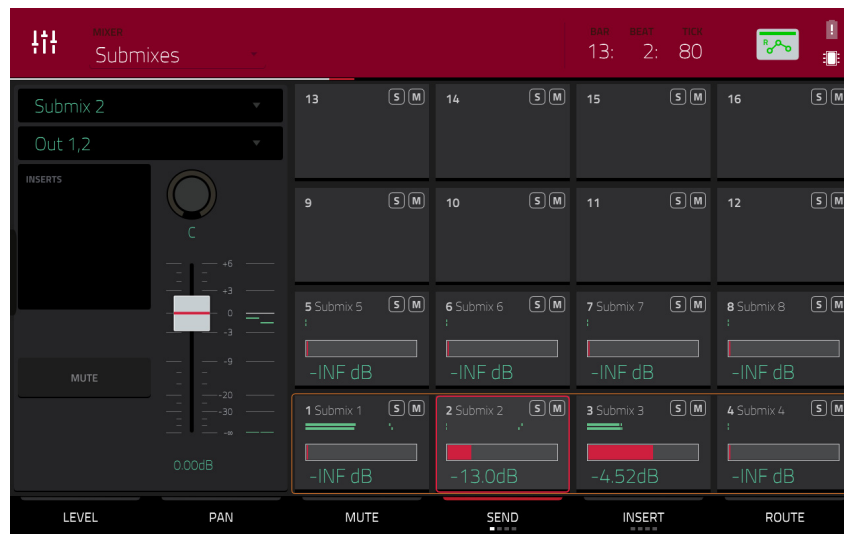 MIXER
Submixes
BAR BEAT TICK
13: 2: 80
R
!
Submix 2
Out 1,2
INSERTS
C
+6
+3
0
-3
-9
-20
-30
-∞
0.00dB
MUTE
13 S M 14 S M 15 S M 16 S M
9 S M 10 S M 11 S M 12 S M
5 Submix 5 S M 6 Submix 6 S M 7 Submix 7 S M 8 Submix 8 S M
-INF dB -INF dB -INF dB -INF dB
1 Submix 1 S M 2 Submix 2 S M 3 Submix 3 S M 4 Submix 4 S M
-INF dB -13.0dB -4.52dB -INF dB
LEVEL PAN MUTE SEND INSERT ROUTE